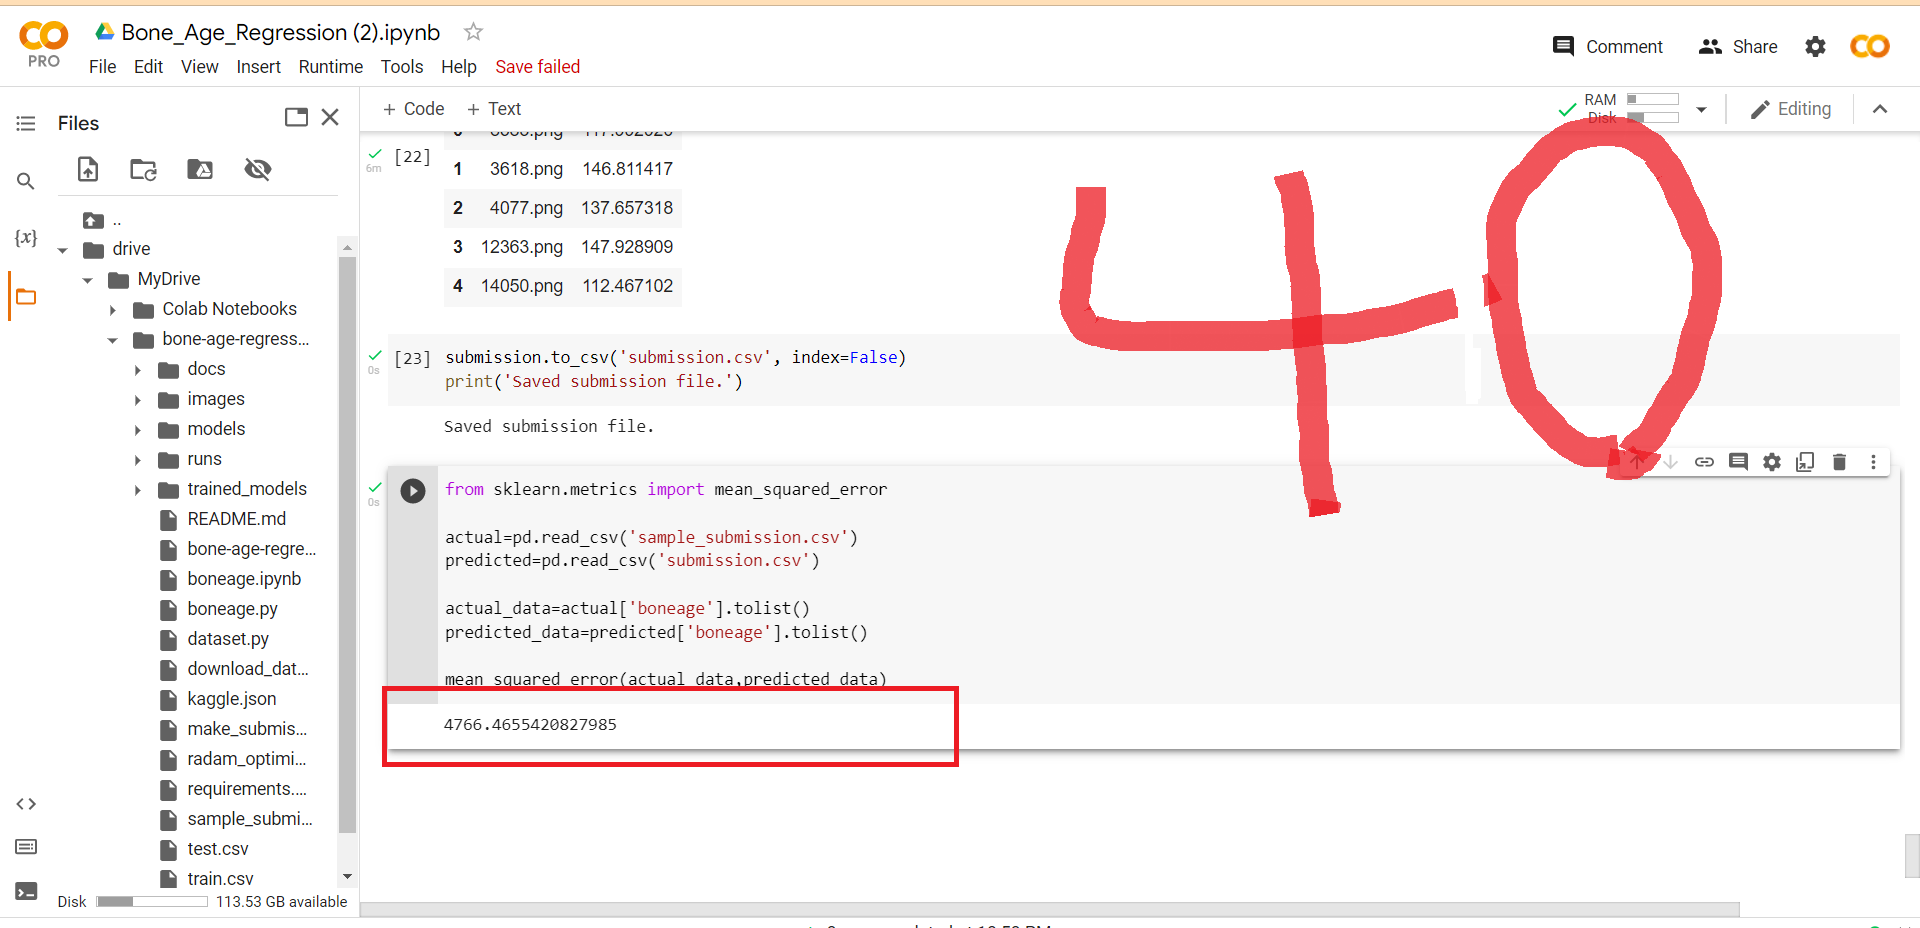 Bone_Age_Regression (2).ipynb
PRO
File Edit View Insert Runtime Tools Help Save failed
Comment Share
Files
+ Code + Text
RAM
Disk
Editing
..
drive
MyDrive
Colab Notebooks
bone-age-regress...
docs
images
models
runs
trained_models
README.md
bone-age-regre...
boneage.ipynb
boneage.py
dataset.py
download_dat...
kaggle.json
make_submis...
radam_optimi...
requirements....
sample_submi...
test.csv
train.csv
Disk 113.53 GB available
{x}
[22]
6m
1 3618.png 146.811417
2 4077.png 137.657318
3 12363.png 147.928909
4 14050.png 112.467102
40
[23] submission.to_csv('submission.csv', index=False)
0s
print('Saved submission file.')
Saved submission file.
0s
from sklearn.metrics import mean_squared_error
actual=pd.read_csv('sample_submission.csv')
predicted=pd.read_csv('submission.csv')
actual_data=actual['boneage'].tolist()
predicted_data=predicted['boneage'].tolist()
mean_squared_error(actual_data,predicted_data)
4766.4655420827985